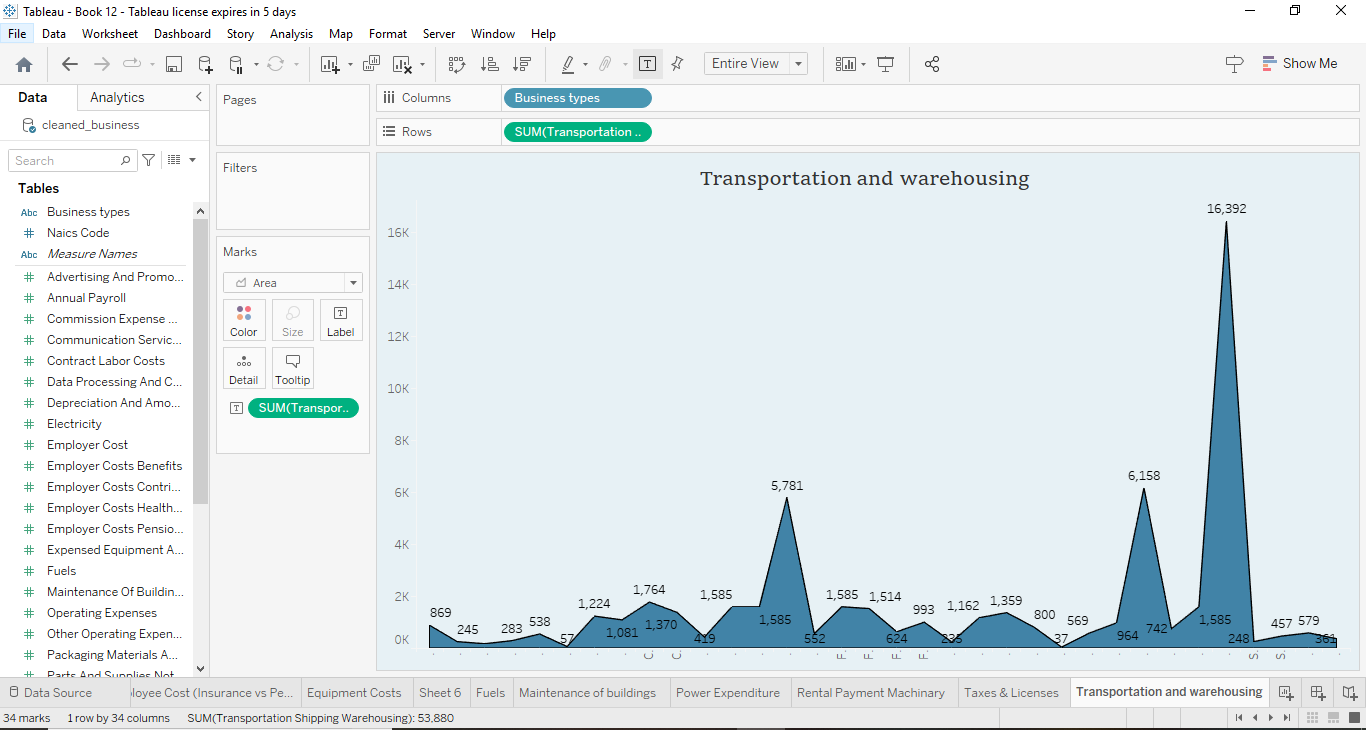 Tableau - Book 12 - Tableau license expires in 5 days
File Data Worksheet Dashboard Story Analysis Map Format Server Window Help
Entire View
Show Me
Data Analytics
cleaned_business
Search
Tables
Abc Business types
# Naics Code
Abc Measure Names
# Advertising And Promo...
# Annual Payroll
# Commission Expense ...
# Communication Servic...
# Contract Labor Costs
# Data Processing And C...
# Depreciation And Amo...
# Electricity
# Employer Cost
# Employer Costs Benefits
# Employer Costs Contri...
# Employer Costs Health...
# Employer Costs Pensio...
# Expensed Equipment A...
# Fuels
# Maintenance Of Buildin...
# Operating Expenses
# Other Operating Expen...
# Packaging Materials A...
# Parts And Supplies Not
Pages
Filters
Marks
Area
Color Size Label
Detail Tooltip
SUM(Transpor..
Columns Business types
Rows SUM(Transportation ..
Transportation and warehousing
16K
14K
12K
10K
8K
6K
4K
2K
0K
869
245
283
538
57
1,224
1,081
1,764
1,370
419
1,585
1,585
5,781
552
1,585
1,514
624
993
235
1,162
1,359
800
37
569
964
6,158
742
1,585
16,392
248
457
579
361
C..
C..
F..
F..
F..
F..
S..
S..
Data Source
loyee Cost (Insurance vs Pe...
Equipment Costs
Sheet 6
Fuels
Maintenance of buildings
Power Expenditure
Rental Payment Machinary
Taxes & Licenses
Transportation and warehousing
34 marks 1 row by 34 columns SUM(Transportation Shipping Warehousing): 53,880